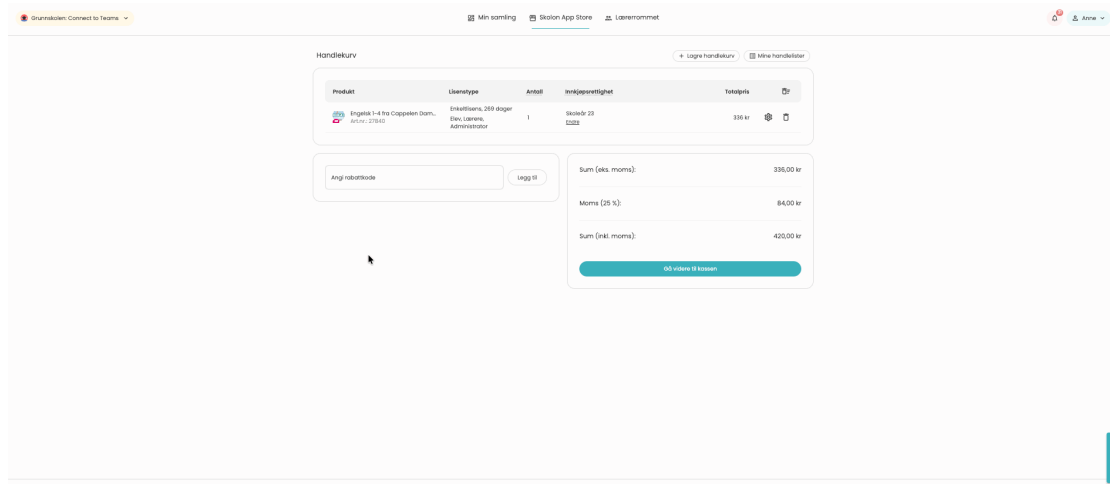 Grunnskolen: Connect to Teams
Min samling
Skolon App Store
Lærerrommet
Anne
Handlekurv
+ Lagre handlekurv
Mine handlelister
Produkt Lisenstype Antall Innkjøpsrettighet Totalpris
Engelsk 1-4 fra Cappelen Dam...
Art.nr.: 27840
Enkeltlisens, 269 dager
Elev, Lærere,
Administrator
1
Skoleår 23
Endre
336 kr
Angi rabattkode
Legg til
Sum (eks. moms): 336,00 kr
Moms (25 %): 84,00 kr
Sum (inkl. moms): 420,00 kr
Gå videre til kassen